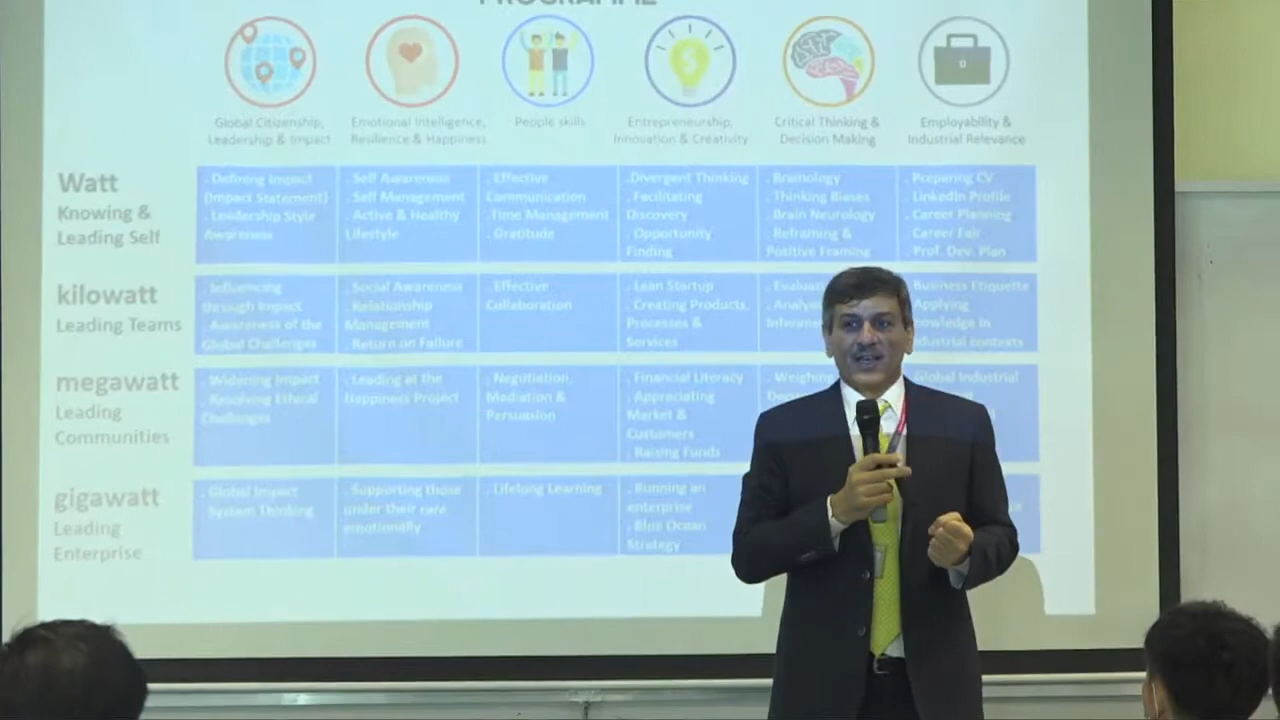 PROGRAMME
Global Citizenship,
Leadership & Impact
Emotional Intelligence,
Resilience & Happiness
People skills
Entrepreneurship,
Innovation & Creativity
Critical Thinking &
Decision Making
Employability &
Industrial Relevance
Watt
Knowing &
Leading Self
. Defining Impact
(Impact Statement)
. Leadership Style
Awareness
. Self Awareness
. Self Management
. Active & Healthy
Lifestyle
. Effective
Communication
. Time Management
. Gratitude
. Divergent Thinking
. Facilitating
Discovery
. Opportunity
Finding
. Brainology
. Thinking Biases
. Brain Neurology
. Reframing &
Positive Framing
. Preparing CV
. LinkedIn Profile
. Career Planning
. Career Fair
. Prof. Dev. Plan
kilowatt
Leading Teams
. Influencing
through Impact
. Awareness of the
Global Challenges
. Social Awareness
. Relationship
Management
. Return on Failure
. Effective
Collaboration
. Lean Startup
. Creating Products,
Processes &
Services
Business Etiquette
Applying
knowledge in
industrial contexts
megawatt
Leading
Communities
. Widening Impact
. Resolving Ethical
Challenges
. Leading at the
Happiness Project
. Negotiation,
Mediation &
Persuasion
. Financial Literacy
. Appreciating
Market &
Customers
. Raising Funds
. Weighing
Global Industrial
gigawatt
Leading
Enterprise
. Global Impact
System Thinking
. Supporting those
under their care
emotionally
. Lifelong Learning
. Running an
enterprise
. Blue Ocean
Strategy